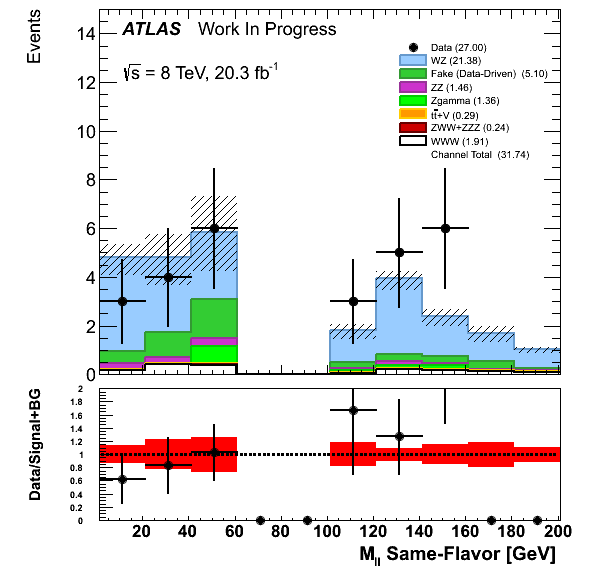 Events
ATLAS Work In Progress
√s = 8 TeV, 20.3 fb⁻¹
Data (27.00)
WZ (21.38)
Fake (Data-Driven) (5.10)
ZZ (1.46)
Zgamma (1.36)
tt̄+V (0.29)
ZWW+ZZZ (0.24)
WWW (1.91)
Channel Total (31.74)
14
12
10
8
6
4
2
0
Data/Signal+BG
2
1.8
1.6
1.4
1.2
1
0.8
0.6
0.4
0.2
0
20 40 60 80 100 120 140 160 180 200
M_ll Same-Flavor [GeV]